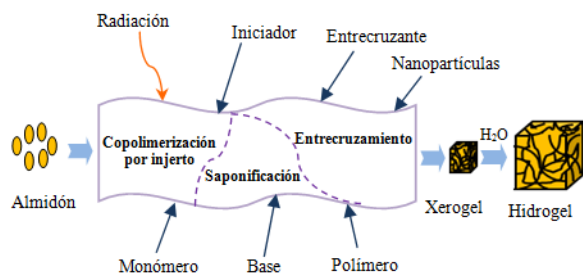 Radiación
Iniciador
Entrecruzante
Nanopartículas
Copolimerización
por injerto
Entrecruzamiento
Saponificación
H₂O
Almidón
Xerogel
Hidrogel
Monómero
Base
Polímero